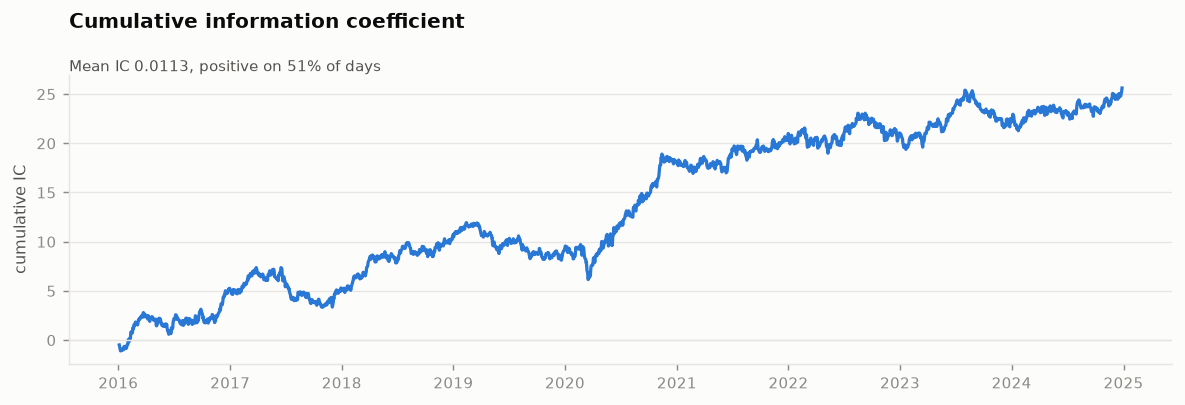 Cumulative information coefficient
Mean IC 0.0113, positive on 51% of days
cumulative IC
25
20
15
10
5
0
2016 2017 2018 2019 2020 2021 2022 2023 2024 2025